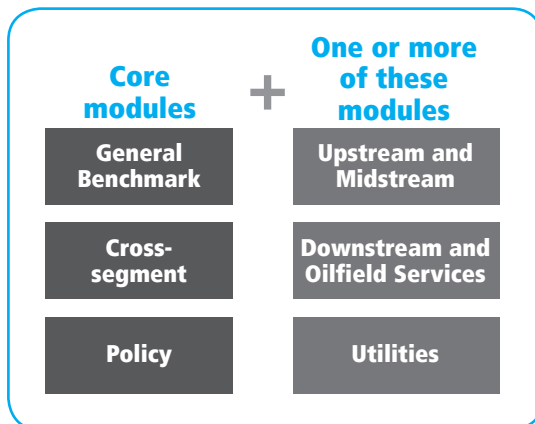 Core
modules
+
One or more
of these
modules
General
Benchmark
Cross-
segment
Policy
Upstream and
Midstream
Downstream and
Oilfield Services
Utilities